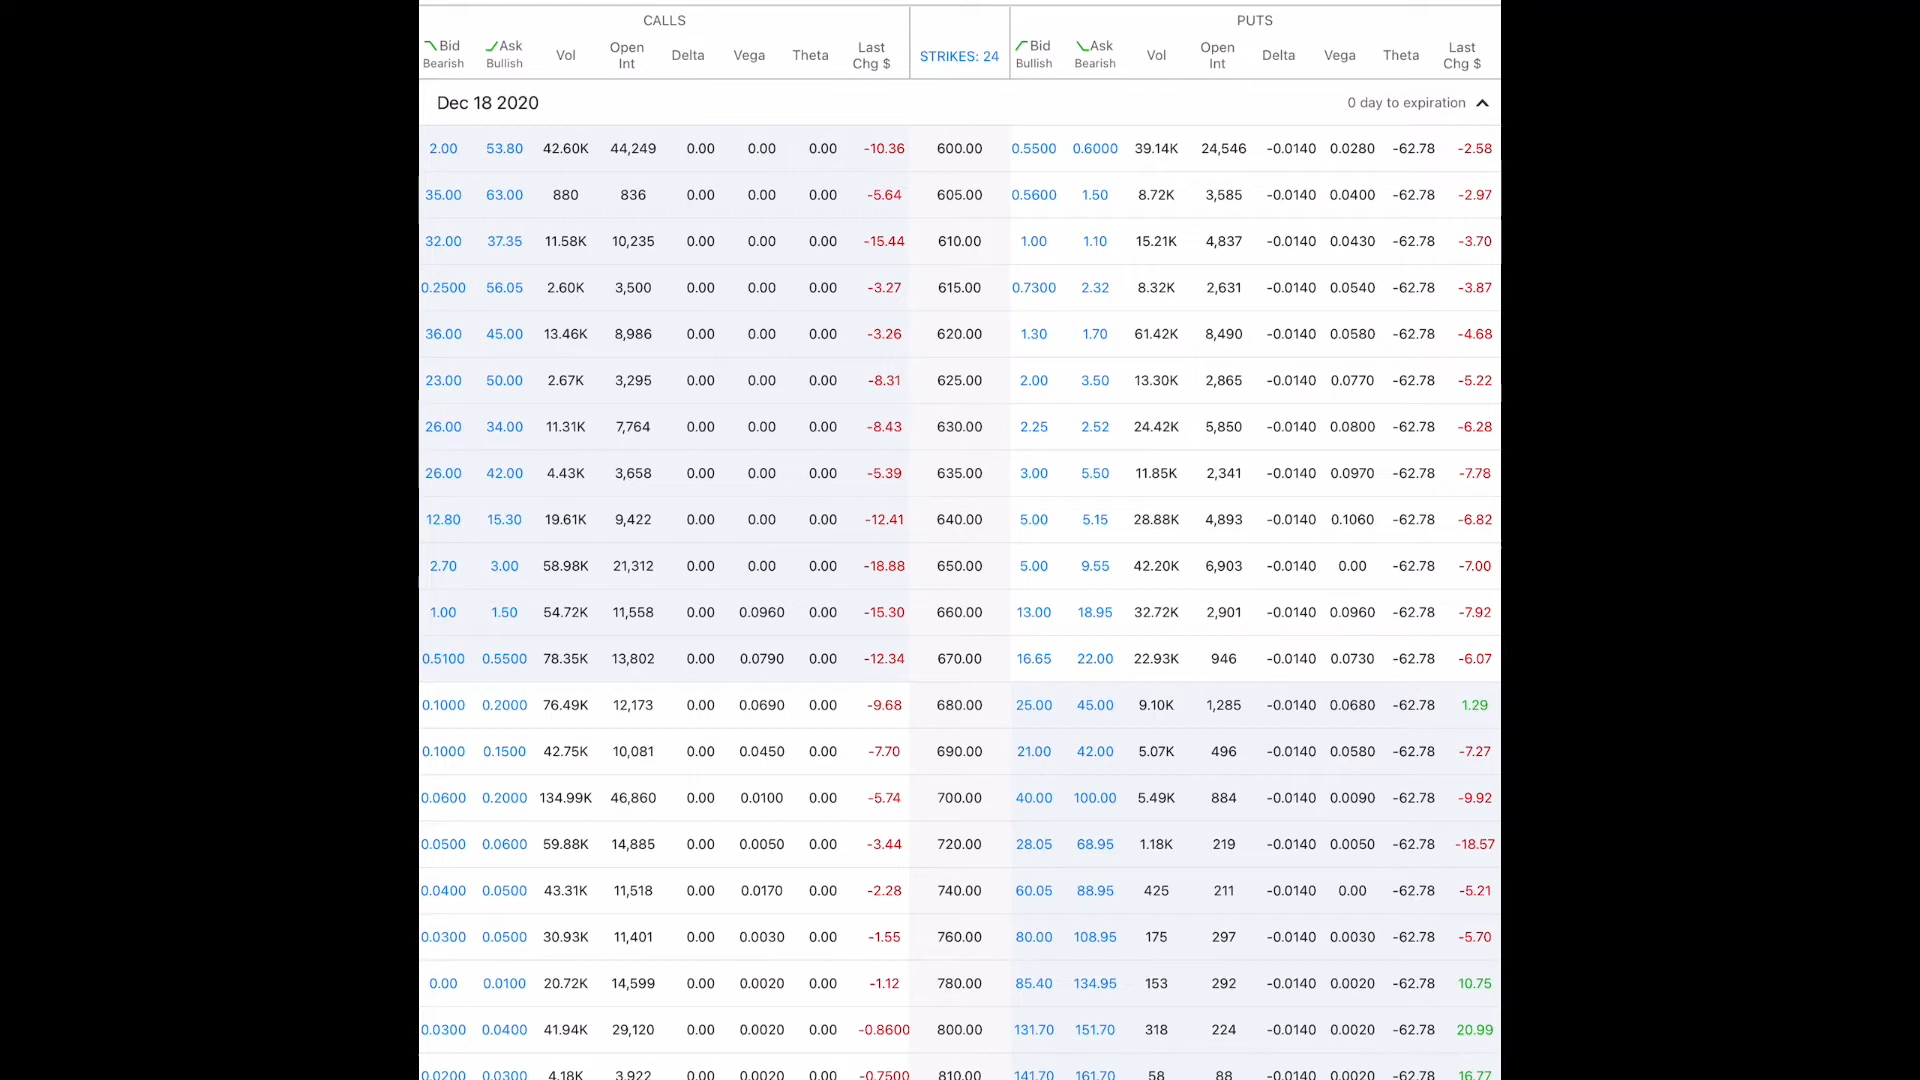 CALLS PUTS
Bid Ask Vol Open Int Delta Vega Theta Last Chg $ STRIKES: 24 Bid Ask Vol Open Int Delta Vega Theta Last Chg $
Bearish Bullish Bullish Bearish
Dec 18 2020 0 day to expiration
2.00 53.80 42.60K 44,249 0.00 0.00 0.00 -10.36 600.00 0.5500 0.6000 39.14K 24,546 -0.0140 0.0280 -62.78 -2.58
35.00 63.00 880 836 0.00 0.00 0.00 -5.64 605.00 0.5600 1.50 8.72K 3,585 -0.0140 0.0400 -62.78 -2.97
32.00 37.35 11.58K 10,235 0.00 0.00 0.00 -15.44 610.00 1.00 1.10 15.21K 4,837 -0.0140 0.0430 -62.78 -3.70
0.2500 56.05 2.60K 3,500 0.00 0.00 0.00 -3.27 615.00 0.7300 2.32 8.32K 2,631 -0.0140 0.0540 -62.78 -3.87
36.00 45.00 13.46K 8,986 0.00 0.00 0.00 -3.26 620.00 1.30 1.70 61.42K 8,490 -0.0140 0.0580 -62.78 -4.68
23.00 50.00 2.67K 3,295 0.00 0.00 0.00 -8.31 625.00 2.00 3.50 13.30K 2,865 -0.0140 0.0770 -62.78 -5.22
26.00 34.00 11.31K 7,764 0.00 0.00 0.00 -8.43 630.00 2.25 2.52 24.42K 5,850 -0.0140 0.0800 -62.78 -6.28
26.00 42.00 4.43K 3,658 0.00 0.00 0.00 -5.39 635.00 3.00 5.50 11.85K 2,341 -0.0140 0.0970 -62.78 -7.78
12.80 15.30 19.61K 9,422 0.00 0.00 0.00 -12.41 640.00 5.00 5.15 28.88K 4,893 -0.0140 0.1060 -62.78 -6.82
2.70 3.00 58.98K 21,312 0.00 0.00 0.00 -18.88 650.00 5.00 9.55 42.20K 6,903 -0.0140 0.00 -62.78 -7.00
1.00 1.50 54.72K 11,558 0.00 0.0960 0.00 -15.30 660.00 13.00 18.95 32.72K 2,901 -0.0140 0.0960 -62.78 -7.92
0.5100 0.5500 78.35K 13,802 0.00 0.0790 0.00 -12.34 670.00 16.65 22.00 22.93K 946 -0.0140 0.0730 -62.78 -6.07
0.1000 0.2000 76.49K 12,173 0.00 0.0690 0.00 -9.68 680.00 25.00 45.00 9.10K 1,285 -0.0140 0.0680 -62.78 1.29
0.1000 0.1500 42.75K 10,081 0.00 0.0450 0.00 -7.70 690.00 21.00 42.00 5.07K 496 -0.0140 0.0580 -62.78 -7.27
0.0600 0.2000 134.99K 46,860 0.00 0.0100 0.00 -5.74 700.00 40.00 100.00 5.49K 884 -0.0140 0.0090 -62.78 -9.92
0.0500 0.0600 59.88K 14,885 0.00 0.0050 0.00 -3.44 720.00 28.05 68.95 1.18K 219 -0.0140 0.0050 -62.78 -18.57
0.0400 0.0500 43.31K 11,518 0.00 0.0170 0.00 -2.28 740.00 60.05 88.95 425 211 -0.0140 0.00 -62.78 -5.21
0.0300 0.0500 30.93K 11,401 0.00 0.0030 0.00 -1.55 760.00 80.00 108.95 175 297 -0.0140 0.0030 -62.78 -5.70
0.00 0.0100 20.72K 14,599 0.00 0.0020 0.00 -1.12 780.00 85.40 134.95 153 292 -0.0140 0.0020 -62.78 10.75
0.0300 0.0400 41.94K 29,120 0.00 0.0020 0.00 -0.8600 800.00 131.70 151.70 318 224 -0.0140 0.0020 -62.78 20.99
0.0200 0.0300 4.18K 3,922 0.00 0.0020 0.00 -0.7500 810.00 141.70 161.70 58 88 -0.0140 0.0020 -62.78 16.77